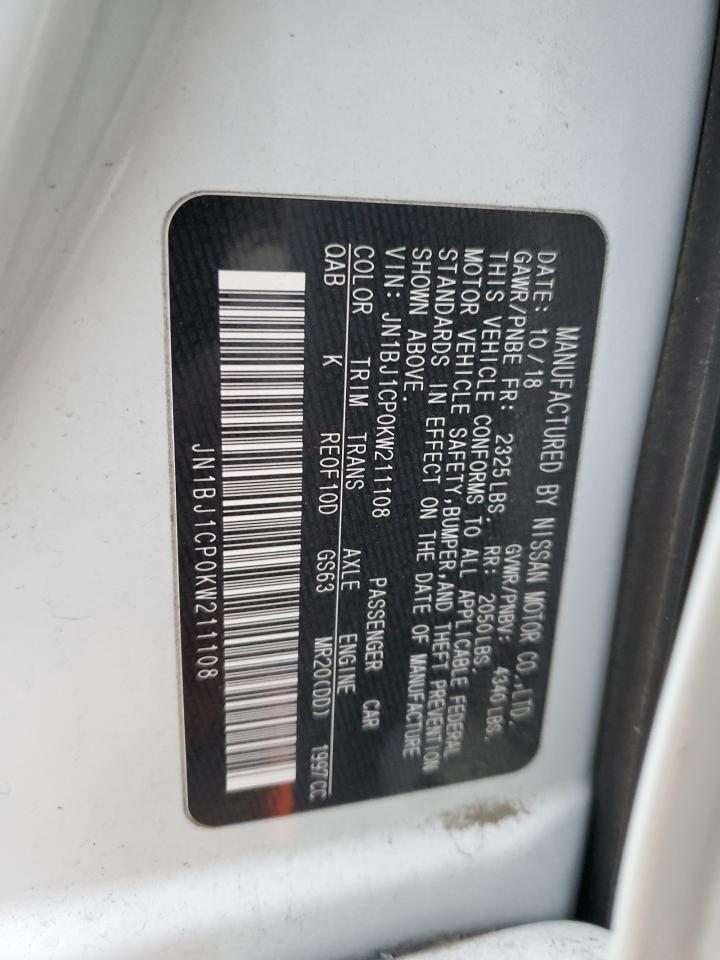 MANUFACTURED BY NISSAN MOTOR CO.,LTD.
DATE: 10/18 GVWR/PNBV: 4340 LBS.
GAWR/PNBE FR: 2325LBS. RR: 2050LBS
THIS VEHICLE CONFORMS TO ALL APPLICABLE FEDERAL
MOTOR VEHICLE SAFETY,BUMPER,AND THEFT PREVENTION
STANDARDS IN EFFECT ON THE DATE OF MANUFACTURE
SHOWN ABOVE.
VIN: JN1BJ1CP0KW211108 PASSENGER CAR
COLOR TRIM TRANS AXLE ENGINE
QAB K RE0F10D GS63 MR20(DD) 1997CC
JN1BJ1CP0KW211108